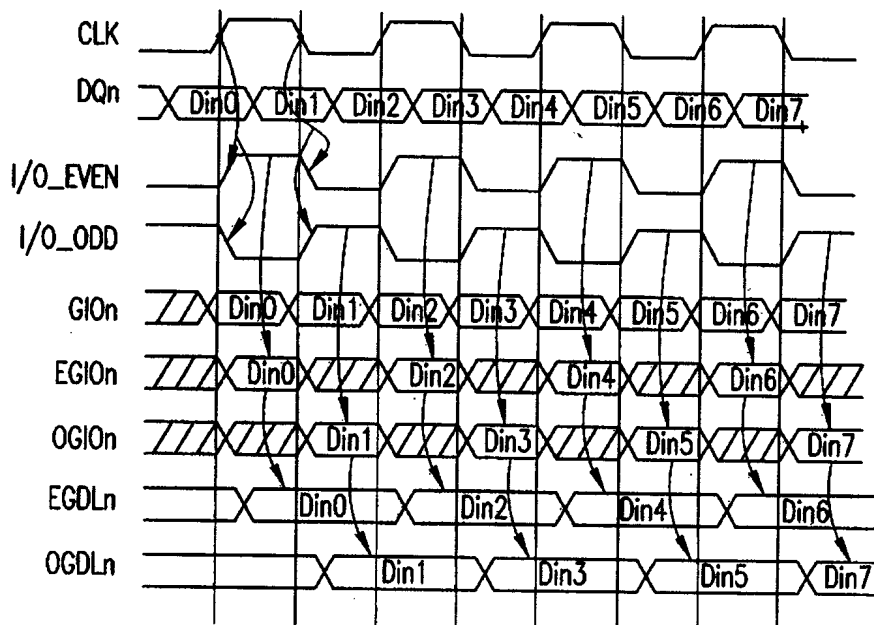 CLK
DQn Din0 Din1 Din2 Din3 Din4 Din5 Din6 Din7
I/O_EVEN
I/O_ODD
GIOn Din0 Din1 Din2 Din3 Din4 Din5 Din6 Din7
EGIOn Din0 Din2 Din4 Din6
OGIOn Din1 Din3 Din5 Din7
EGDLn Din0 Din2 Din4 Din6
OGDLn Din1 Din3 Din5 Din7